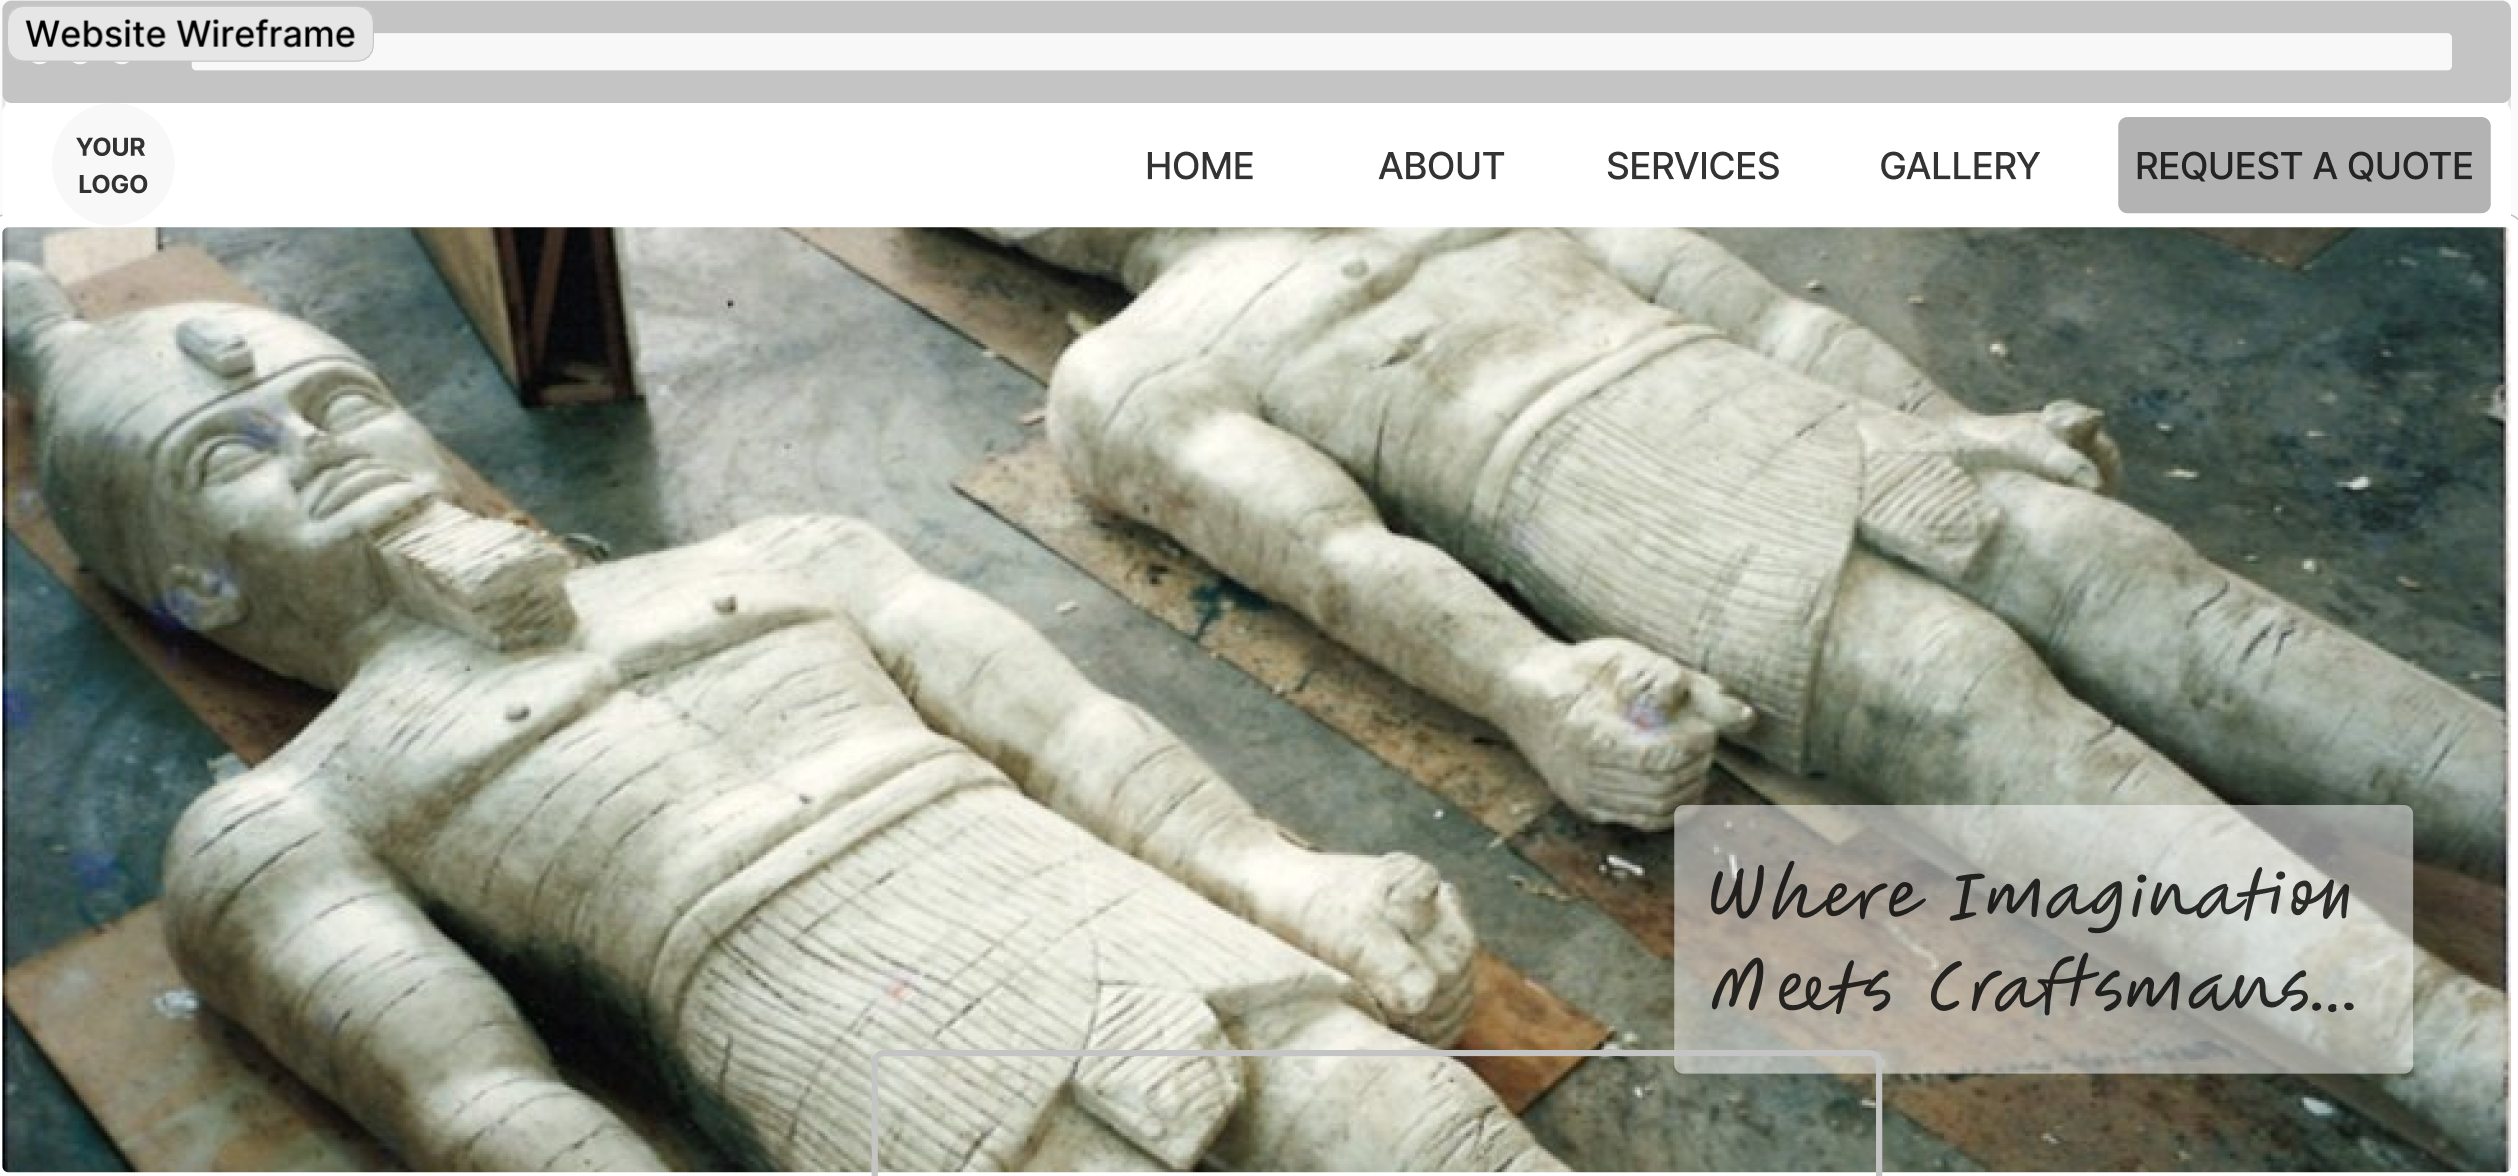 Website Wireframe
YOUR
LOGO
HOME ABOUT SERVICES GALLERY REQUEST A QUOTE
Where Imagination
Meets Craftsmans...